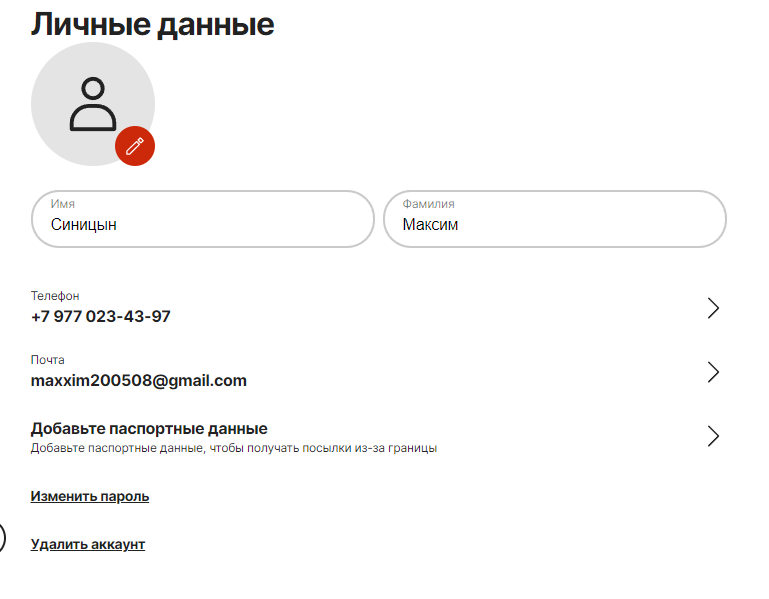 Личные данные
Имя
Синицын
Фамилия
Максим
Телефон
+7 977 023-43-97
Почта
maxxim200508@gmail.com
Добавьте паспортные данные
Добавьте паспортные данные, чтобы получать посылки из-за границы
Изменить пароль
Удалить аккаунт